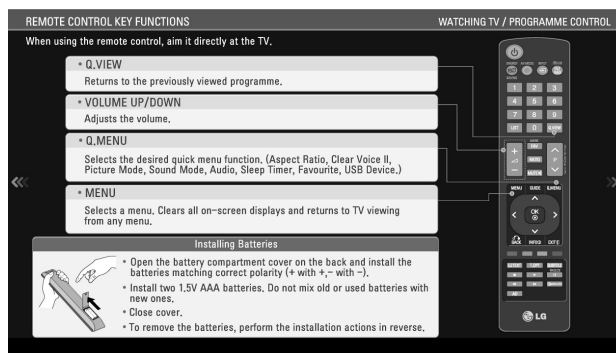 REMOTE CONTROL KEY FUNCTIONS
WATCHING TV / PROGRAMME CONTROL
When using the remote control, aim it directly at the TV.
• Q.VIEW
Returns to the previously viewed programme.
• VOLUME UP/DOWN
Adjusts the volume.
• Q.MENU
Selects the desired quick menu function. (Aspect Ratio, Clear Voice II,
Picture Mode, Sound Mode, Audio, Sleep Timer, Favourite, USB Device.)
• MENU
Selects a menu. Clears all on-screen displays and returns to TV viewing
from any menu.
Installing Batteries
• Open the battery compartment cover on the back and install the
batteries matching correct polarity (+ with +,- with -).
• Install two 1,5V AAA batteries. Do not mix old or used batteries with
new ones.
• Close cover.
• To remove the batteries, perform the installation actions in reverse.
1 2 3
4 5 6
7 8 9
LIST 0 Q.VIEW
+ FAV
P
MUTE
-
MENU GUIDE Q.MENU
OK
BACK INFO EXIT
AD
LG